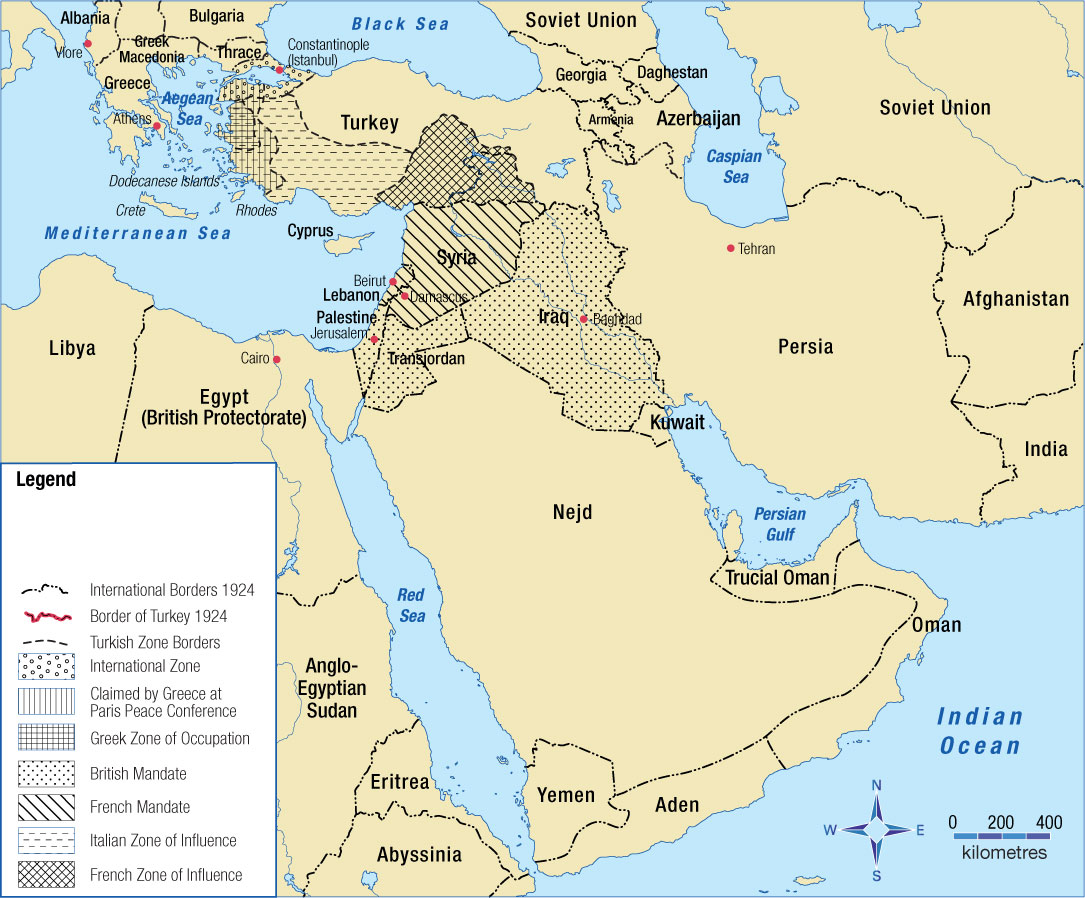 Albania
Bulgaria
Black Sea
Soviet Union
Vlore
Greek
Macedonia
Thrace
Constantinople
(Istanbul)
Georgia
Daghestan
Greece
Aegean
Sea
Athens
Turkey
Armenia
Azerbaijan
Soviet Union
Caspian
Sea
Dodecanese Islands
Crete
Rhodes
Mediterranean Sea
Cyprus
Syria
Tehran
Beirut
Lebanon
Damascus
Afghanistan
Palestine
Jerusalem
Iraq
Baghdad
Libya
Cairo
Transjordan
Persia
Egypt
(British Protectorate)
Kuwait
India
Nejd
Persian
Gulf
Trucial Oman
Red
Sea
Oman
Anglo-
Egyptian
Sudan
Indian
Ocean
Eritrea
Yemen
Aden
Abyssinia
Legend
International Borders 1924
Border of Turkey 1924
Turkish Zone Borders
International Zone
Claimed by Greece at
Paris Peace Conference
Greek Zone of Occupation
British Mandate
French Mandate
Italian Zone of Influence
French Zone of Influence
N
W E
S
0 200 400
kilometres